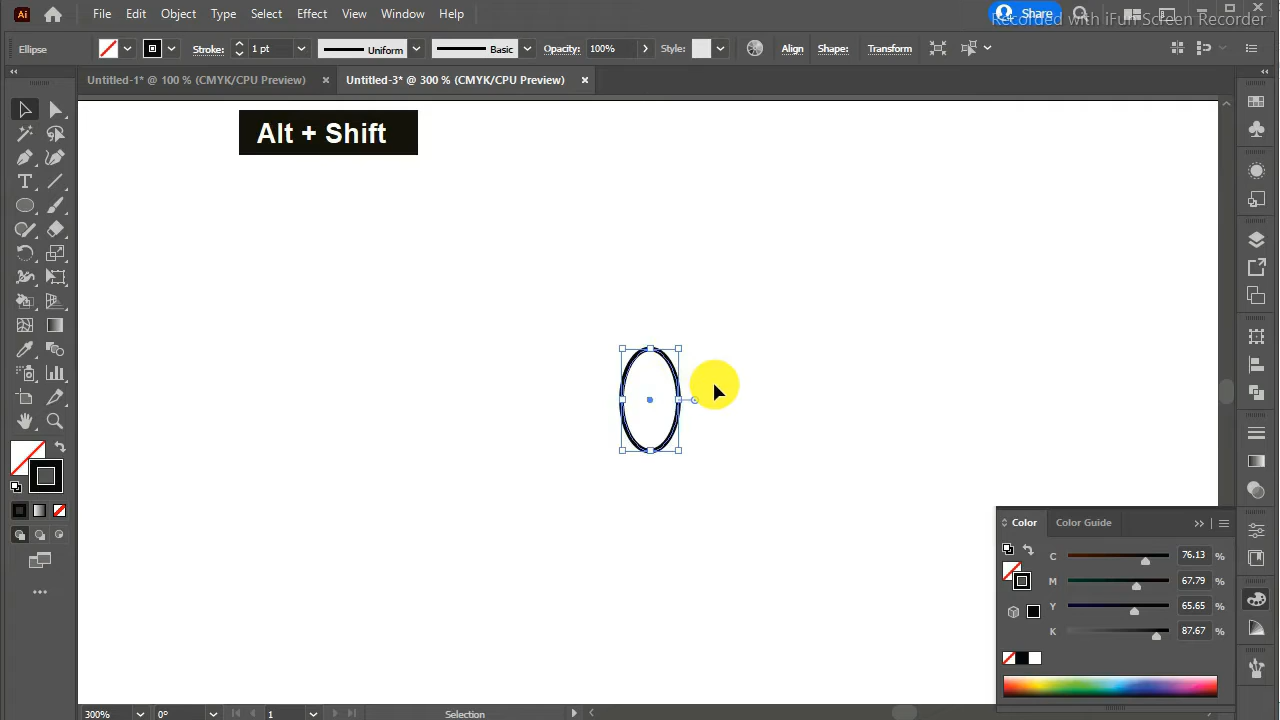 Ai File Edit Object Type Select Effect View Window Help Share
Recorded with iFun Screen Recorder
Ellipse Stroke: 1 pt Uniform Basic Opacity: 100% Style: Align Shape: Transform
Untitled-1* @ 100 % (CMYK/CPU Preview) Untitled-3* @ 300 % (CMYK/CPU Preview)
Alt + Shift
Color Color Guide
C 76.13 %
M 67.79 %
Y 65.65 %
K 87.67 %
300% 0° 1 Selection